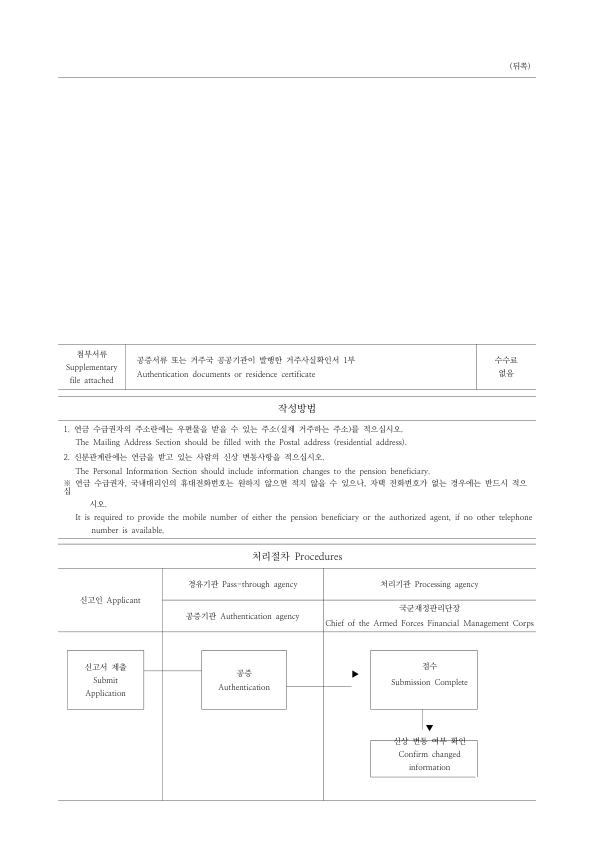 (뒤쪽)
첨부서류
Supplementary
file attached
공증서류 또는 거주국 공공기관이 발행한 거주사실확인서 1부
Authentication documents or residence certificate
수수료
없음
작성방법
1. 연금 수급권자의 주소란에는 우편물을 받을 수 있는 주소(실제 거주하는 주소)를 적으십시오.
The Mailing Address Section should be filled with the Postal address (residential address).
2. 신분관계란에는 연금을 받고 있는 사람의 신상 변동사항을 적으십시오.
The Personal Information Section should include information changes to the pension beneficiary.
※ 연금 수급권자, 국내대리인의 휴대전화번호는 원하지 않으면 적지 않을 수 있으나, 자택 전화번호가 없는 경우에는 반드시 적으십
시오.
It is required to provide the mobile number of either the pension beneficiary or the authorized agent, if no other telephone
number is available.
처리절차 Procedures
신고인 Applicant
경유기관 Pass-through agency
처리기관 Processing agency
공증기관 Authentication agency
국군재정관리단장
Chief of the Armed Forces Financial Management Corps
신고서 제출
Submit
Application
공증
Authentication
접수
Submission Complete
신상 변동 여부 확인
Confirm changed
information